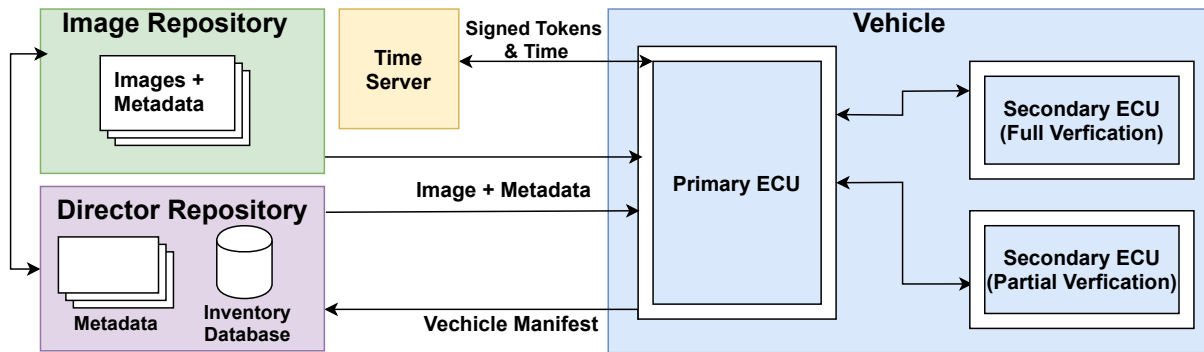 Image Repository
Images +
Metadata
Time
Server
Signed Tokens
& Time
Vehicle
Primary ECU
Secondary ECU
(Full Verfication)
Secondary ECU
(Partial Verfication)
Image + Metadata
Director Repository
Metadata
Inventory
Database
Vechicle Manifest